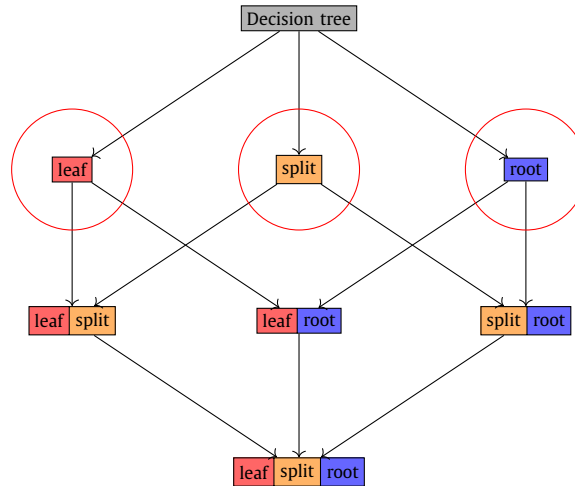 Decision tree
leaf
split
root
leaf split
leaf root
split root
leaf split root